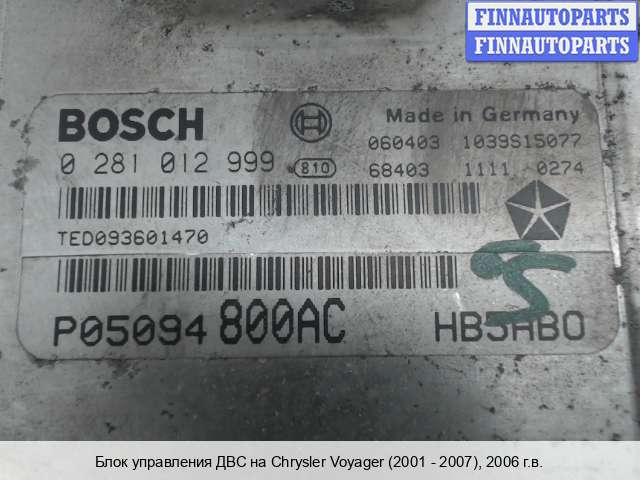 FINNAUTOPARTS
FINNAUTOPARTS
BOSCH
Made in Germany
0 281 012 999
810
060403 1039S15077
68403 1111 0274
TED093601470
P05094 800AC
Блок управления ДВС на Chrysler Voyager (2001 - 2007), 2006 г.в.